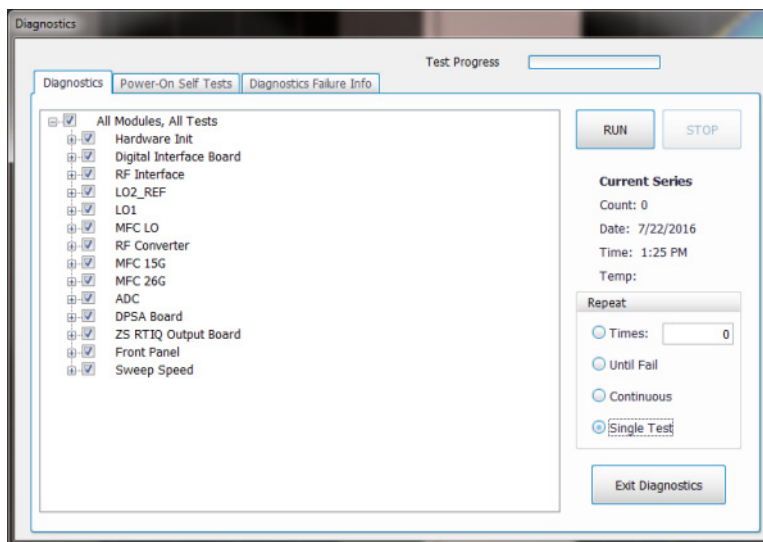 Diagnostics
Test Progress
Diagnostics Power-On Self Tests Diagnostics Failure Info
All Modules, All Tests
Hardware Init
Digital Interface Board
RF Interface
LO2_REF
LO1
MFC LO
RF Converter
MFC 15G
MFC 26G
ADC
DPSA Board
ZS RTIQ Output Board
Front Panel
Sweep Speed
RUN STOP
Current Series
Count: 0
Date: 7/22/2016
Time: 1:25 PM
Temp:
Repeat
Times: 0
Until Fail
Continuous
Single Test
Exit Diagnostics